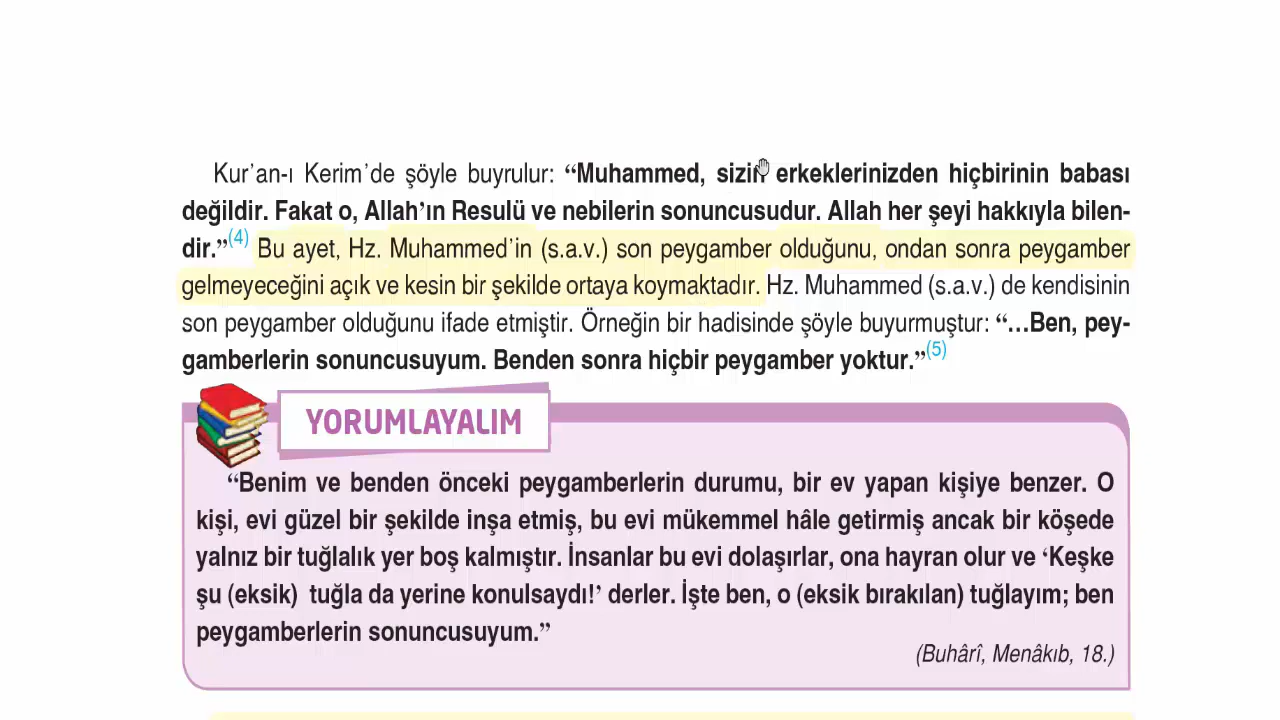 Kur’an-ı Kerim’de şöyle buyrulur: “Muhammed, sizin erkeklerinizden hiçbirinin babası
değildir. Fakat o, Allah’ın Resulü ve nebilerin sonuncusudur. Allah her şeyi hakkıyla bilen-
dir.”(4) Bu ayet, Hz. Muhammed’in (s.a.v.) son peygamber olduğunu, ondan sonra peygamber
gelmeyeceğini açık ve kesin bir şekilde ortaya koymaktadır. Hz. Muhammed (s.a.v.) de kendisinin
son peygamber olduğunu ifade etmiştir. Örneğin bir hadisinde şöyle buyurmuştur: “…Ben, pey-
gamberlerin sonuncusuyum. Benden sonra hiçbir peygamber yoktur.”(5)
YORUMLAYALIM
“Benim ve benden önceki peygamberlerin durumu, bir ev yapan kişiye benzer. O
kişi, evi güzel bir şekilde inşa etmiş, bu evi mükemmel hâle getirmiş ancak bir köşede
yalnız bir tuğlalık yer boş kalmıştır. İnsanlar bu evi dolaşırlar, ona hayran olur ve ‘Keşke
şu (eksik) tuğla da yerine konulsaydı!’ derler. İşte ben, o (eksik bırakılan) tuğlayım; ben
peygamberlerin sonuncusuyum.”
(Buhârî, Menâkıb, 18.)